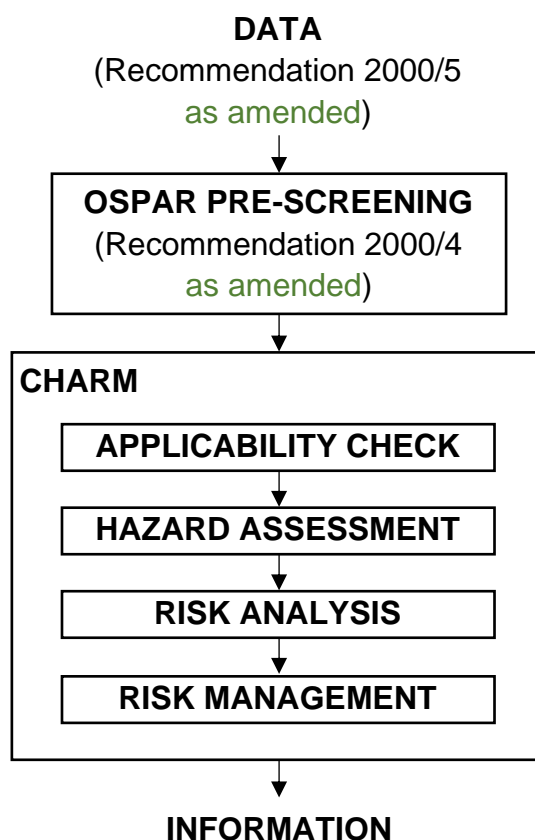 DATA
(Recommendation 2000/5
as amended)
OSPAR PRE-SCREENING
(Recommendation 2000/4
as amended)
CHARM
APPLICABILITY CHECK
HAZARD ASSESSMENT
RISK ANALYSIS
RISK MANAGEMENT
INFORMATION